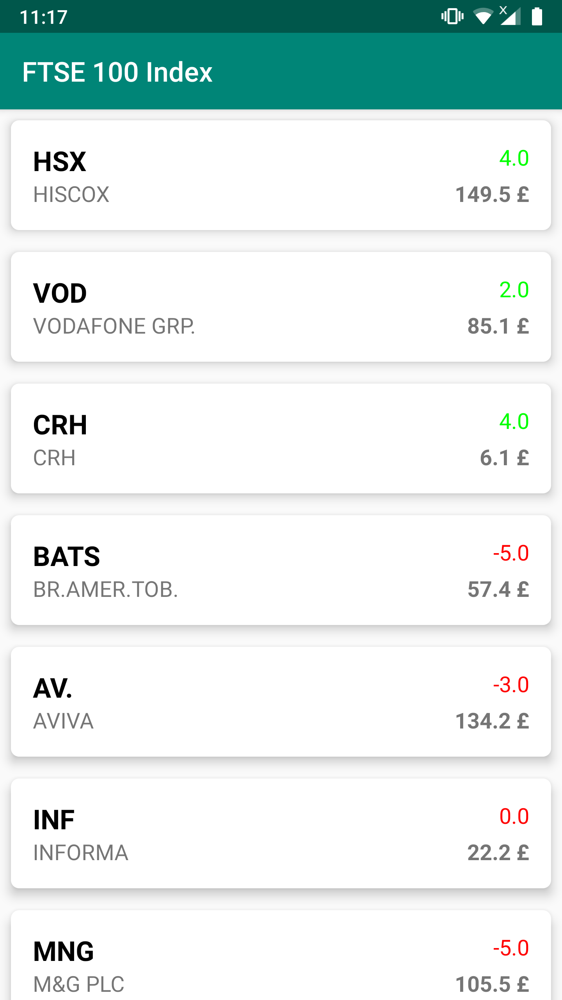 11:17
FTSE 100 Index
HSX
4.0
HISCOX
149.5 £
VOD
2.0
VODAFONE GRP.
85.1 £
CRH
4.0
CRH
6.1 £
BATS
-5.0
BR.AMER.TOB.
57.4 £
AV.
-3.0
AVIVA
134.2 £
INF
0.0
INFORMA
22.2 £
MNG
-5.0
M&G PLC
105.5 £